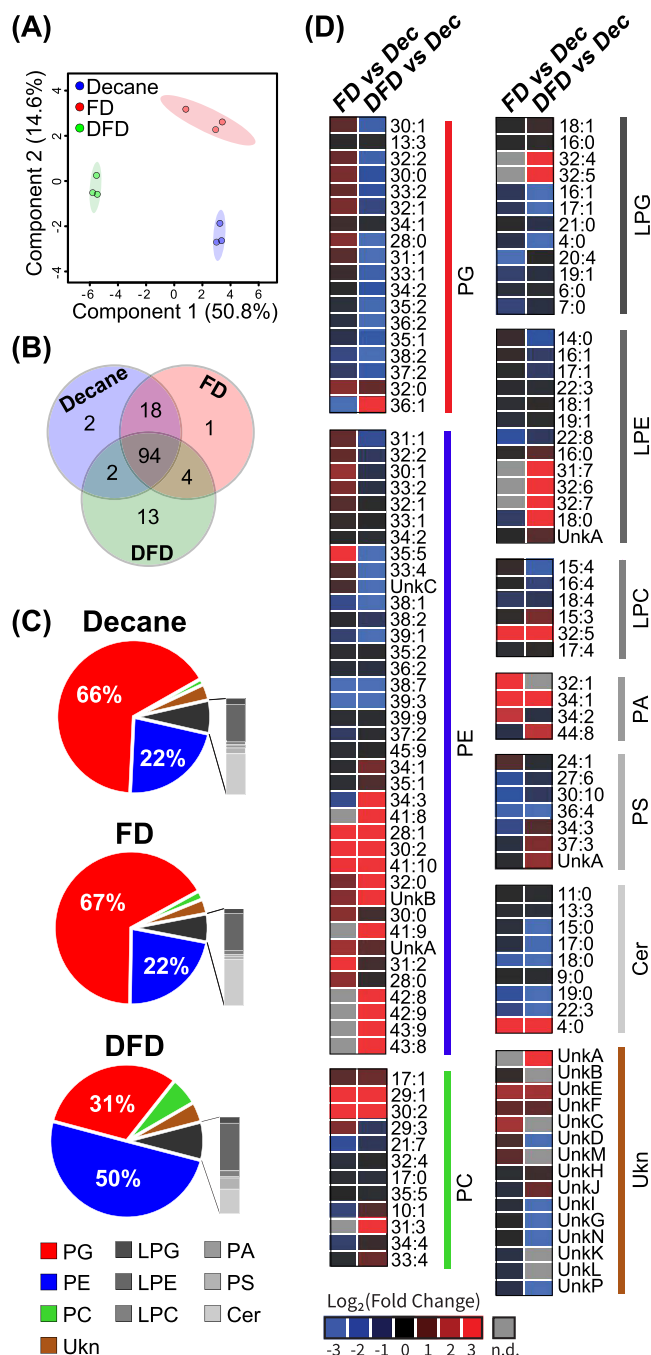 (A)
Decane
FD
DFD
Component 2 (14.6%)
4
2
0
-2
-4
-6
-4
-2
0
2
4
6
Component 1 (50.8%)
(B)
Decane
FD
DFD
2
18
1
94
2
4
13
(C)
Decane
66%
22%
FD
67%
22%
DFD
31%
50%
PG
LPG
PA
PE
LPE
PS
PC
LPC
Cer
Ukn
(D)
FD vs Dec
DFD vs Dec
30:1
13:3
32:2
30:0
33:2
32:1
34:1
28:0
31:1
33:1
34:2
35:2
36:2
35:1
38:2
37:2
32:0
36:1
PG
31:1
32:2
30:1
33:2
32:1
33:1
34:2
35:5
33:4
UnkC
38:1
38:2
39:1
35:2
36:2
38:7
39:3
39:9
37:2
45:9
34:1
35:1
34:3
41:8
28:1
30:2
41:10
32:0
UnkB
30:0
41:9
UnkA
31:2
28:0
42:8
42:9
43:9
43:8
PE
17:1
29:1
30:2
29:3
21:7
32:4
17:0
35:5
10:1
31:3
34:4
33:4
PC
FD vs Dec
DFD vs Dec
18:1
16:0
32:4
32:5
16:1
17:1
21:0
4:0
20:4
19:1
6:0
7:0
LPG
14:0
16:1
17:1
22:3
18:1
19:1
22:8
16:0
31:7
32:6
32:7
18:0
UnkA
LPE
15:4
16:4
18:4
15:3
32:5
17:4
LPC
32:1
34:1
34:2
44:8
PA
24:1
27:6
30:10
36:4
34:3
37:3
UnkA
PS
11:0
13:3
15:0
17:0
18:0
9:0
19:0
22:3
4:0
Cer
UnkA
UnkB
UnkE
UnkF
UnkC
UnkD
UnkM
UnkH
UnkJ
UnkI
UnkG
UnkN
UnkK
UnkL
UnkP
Ukn
Log₂(Fold Change)
-3 -2 -1 0 1 2 3 n.d.